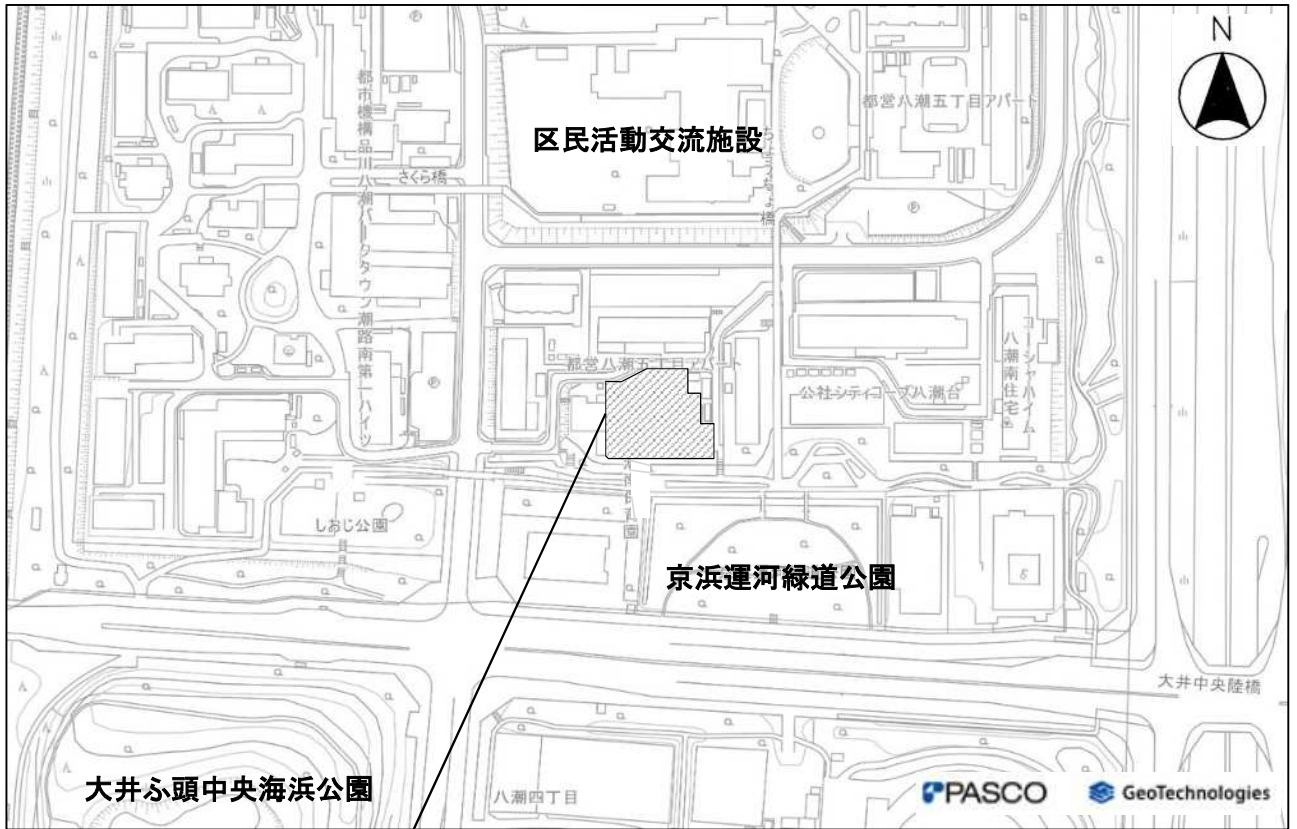 N
都営八潮五丁目アパート
区民活動交流施設
都市機構品川八潮パークタウン潮路南第一ハイツ
さくら橋
都営八潮五丁目アパート
公社シティコープ八潮台
コーシャハイム
八潮南住宅
しおじ公園
京浜運河緑道公園
大井中央陸橋
大井ふ頭中央海浜公園
八潮四丁目
PASCO
GeoTechnologies